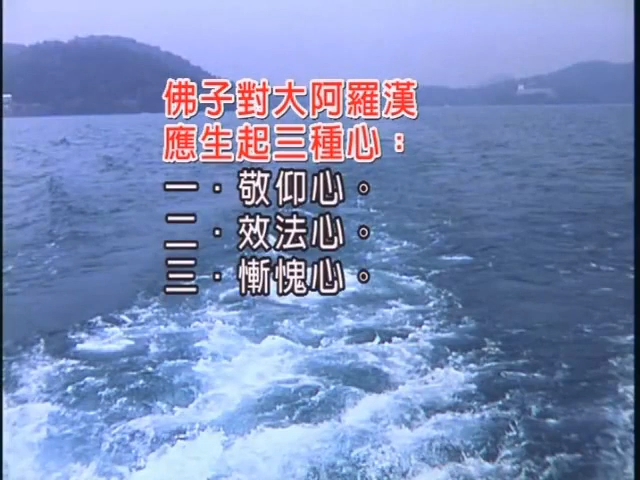 佛子對大阿羅漢
應生起三種心：
一．敬仰心。
二．效法心。
三．慚愧心。